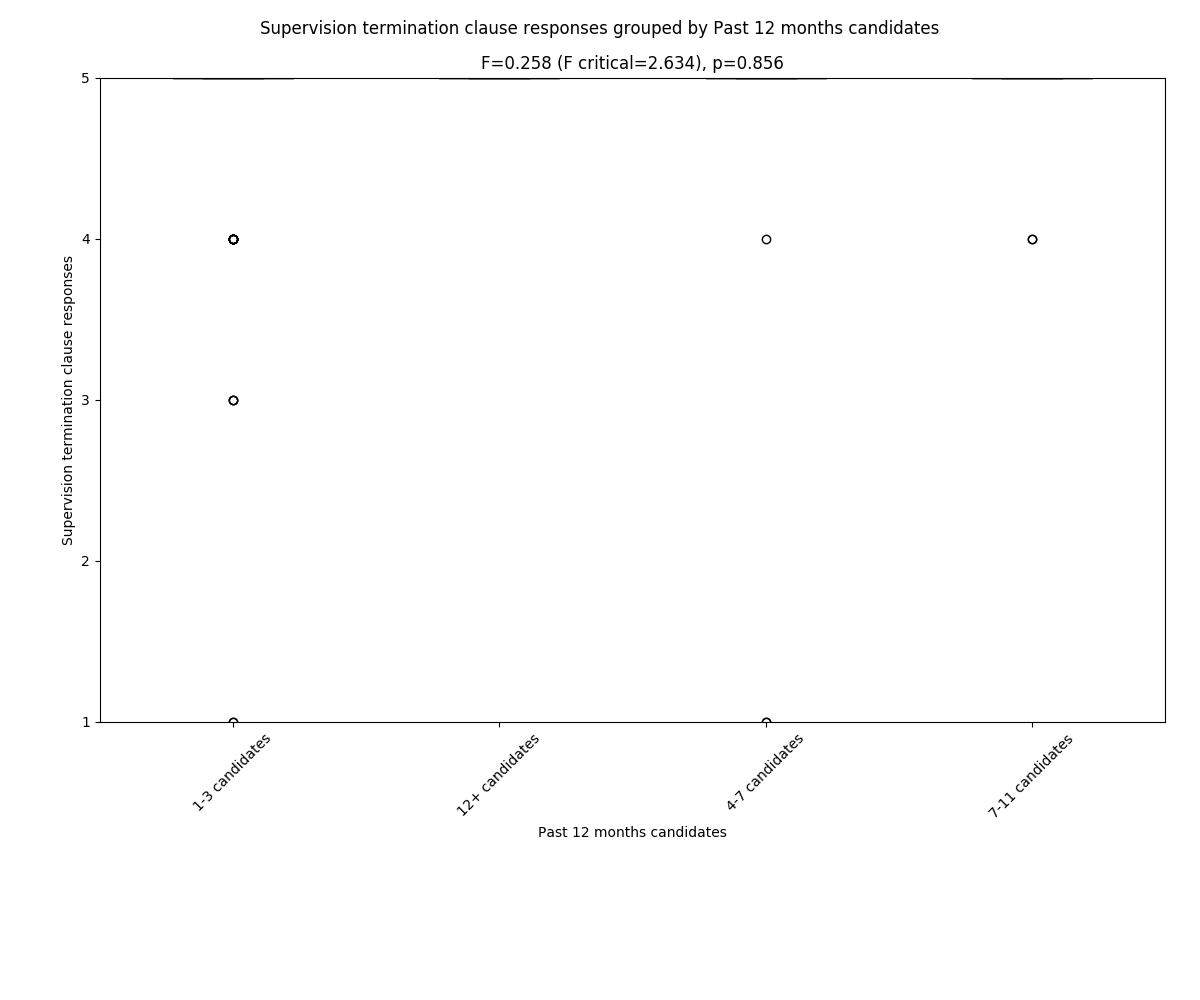 Supervision termination clause responses grouped by Past 12 months candidates
F=0.258 (F critical=2.634), p=0.856
5
4
3
2
1
Supervision termination clause responses
1-3 candidates
12+ candidates
4-7 candidates
7-11 candidates
Past 12 months candidates